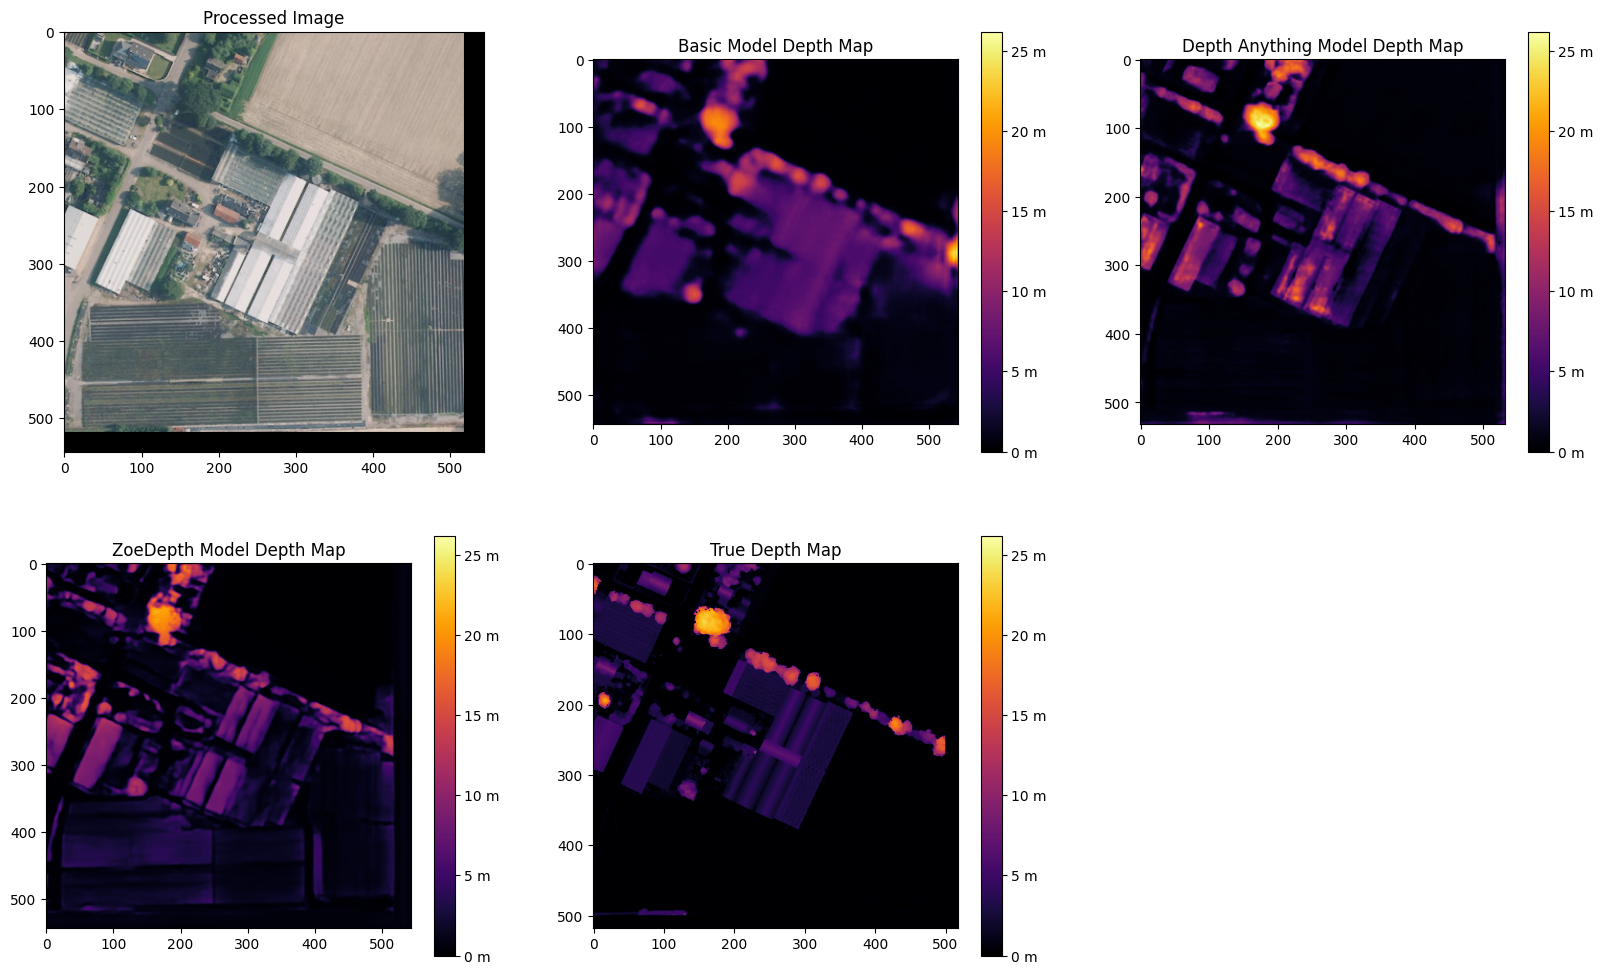 Processed Image
0
100
200
300
400
500
0 100 200 300 400 500
Basic Model Depth Map
0
100
200
300
400
500
0 100 200 300 400 500
25 m
20 m
15 m
10 m
5 m
0 m
Depth Anything Model Depth Map
0
100
200
300
400
500
0 100 200 300 400 500
25 m
20 m
15 m
10 m
5 m
0 m
ZoeDepth Model Depth Map
0
100
200
300
400
500
0 100 200 300 400 500
25 m
20 m
15 m
10 m
5 m
0 m
True Depth Map
0
100
200
300
400
500
0 100 200 300 400 500
25 m
20 m
15 m
10 m
5 m
0 m